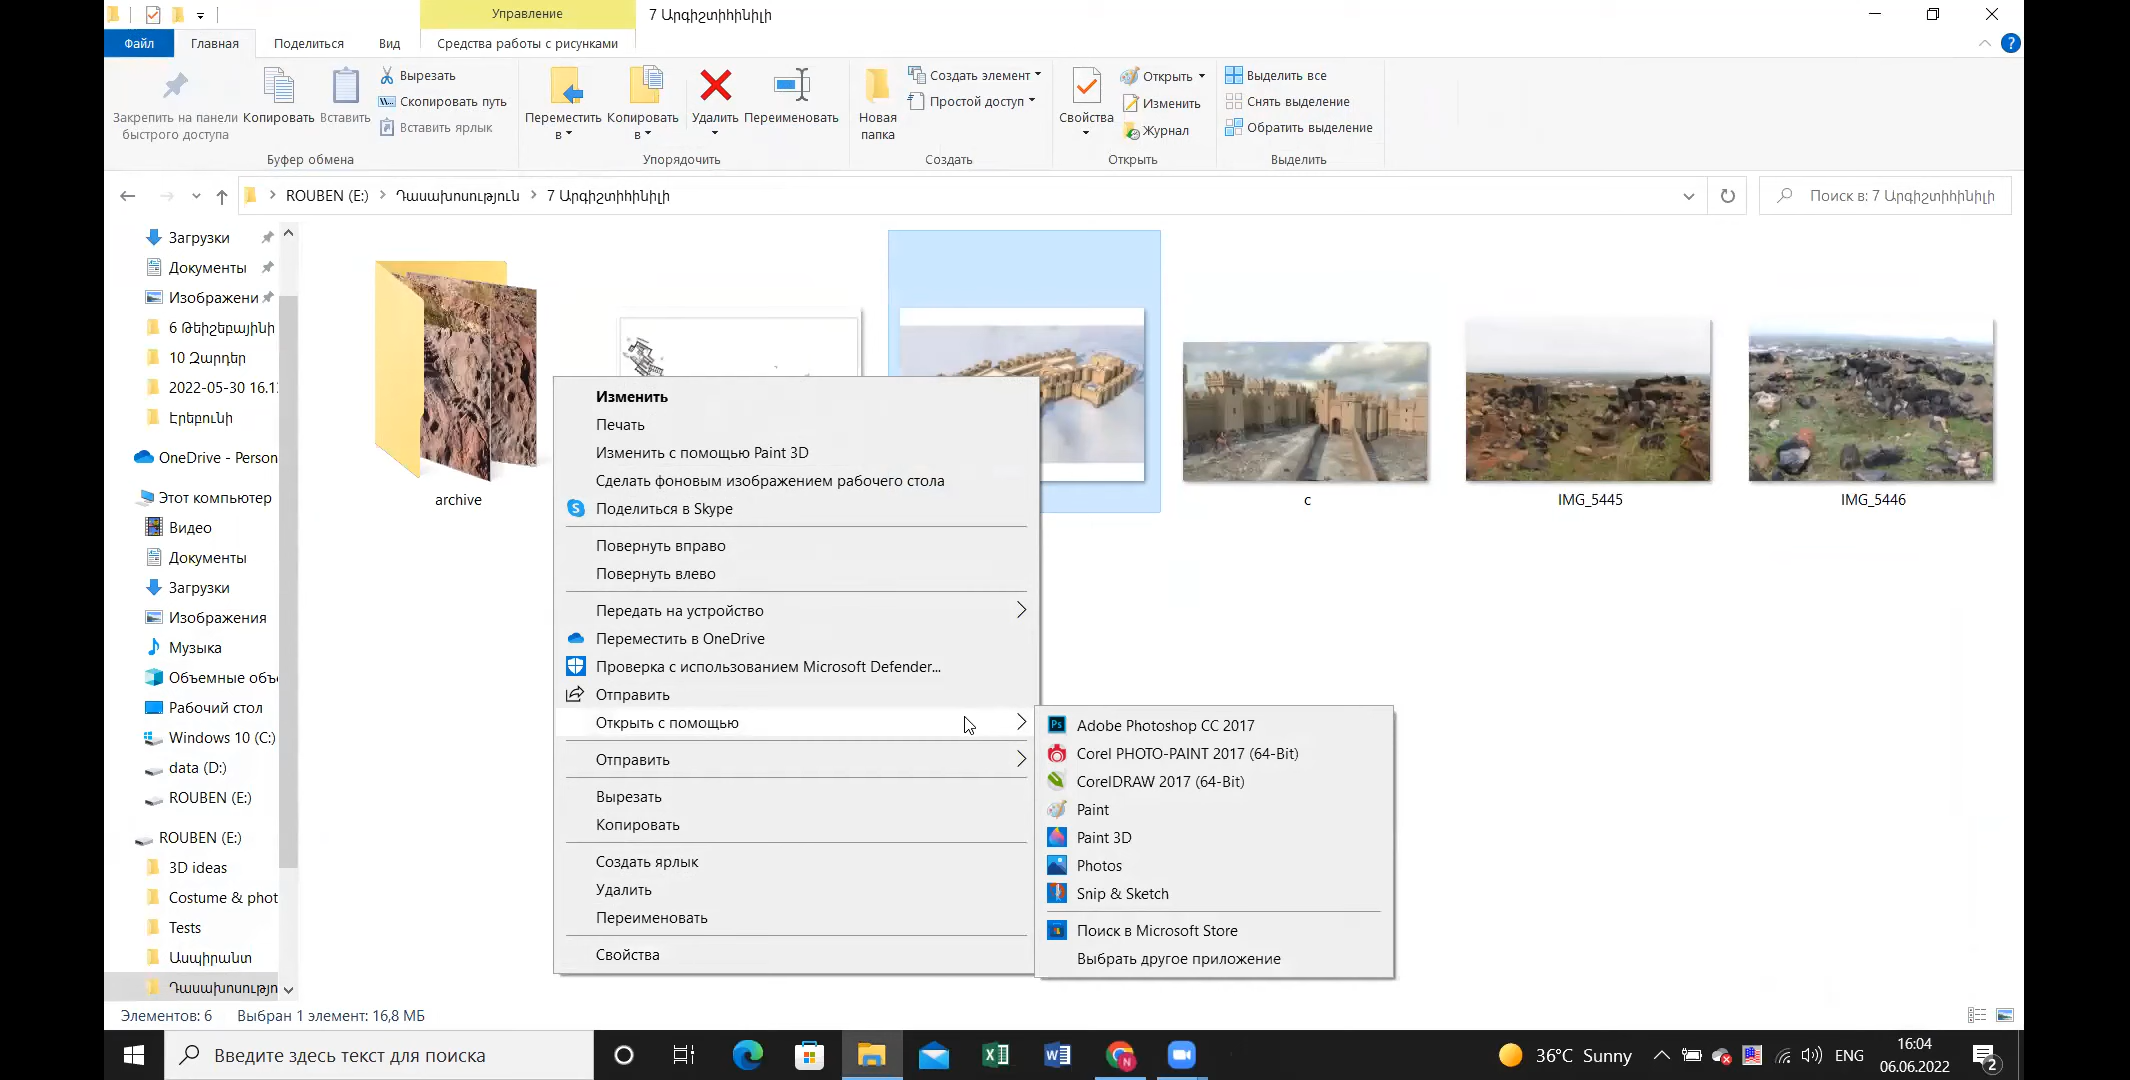 Управление
7 Արգիշտիհինիլի
Файл
Главная
Поделиться
Вид
Средства работы с рисунками
Закрепить на панели
быстрого доступа
Копировать
Вставить
Вырезать
Скопировать путь
Вставить ярлык
Буфер обмена
Переместить
в
Копировать
в
Удалить
Переименовать
Упорядочить
Новая
папка
Создать элемент
Простой доступ
Создать
Свойства
Открыть
Изменить
Журнал
Открыть
Выделить все
Снять выделение
Обратить выделение
Выделить
ROUBEN (E:)
Դասախոսություն
7 Արգիշտիհինիլի
Поиск в: 7 Արգիշտիհինիլի
Загрузки
Документы
Изображени
6 Թեիշեբայինի
10 Զարդեր
2022-05-30 16.1
Էրեբունի
OneDrive - Person
Этот компьютер
Видео
Документы
Загрузки
Изображения
Музыка
Объемные объ
Рабочий стол
Windows 10 (C:)
data (D:)
ROUBEN (E:)
ROUBEN (E:)
3D ideas
Costume & phot
Tests
Ասպիրանտ
Դասախոսությո
archive
c
IMG_5445
IMG_5446
Изменить
Печать
Изменить с помощью Paint 3D
Сделать фоновым изображением рабочего стола
Поделиться в Skype
Повернуть вправо
Повернуть влево
Передать на устройство
Переместить в OneDrive
Проверка с использованием Microsoft Defender...
Отправить
Открыть с помощью
Отправить
Вырезать
Копировать
Создать ярлык
Удалить
Переименовать
Свойства
Adobe Photoshop CC 2017
Corel PHOTO-PAINT 2017 (64-Bit)
CorelDRAW 2017 (64-Bit)
Paint
Paint 3D
Photos
Snip & Sketch
Поиск в Microsoft Store
Выбрать другое приложение
Элементов: 6
Выбран 1 элемент: 16,8 МБ
Введите здесь текст для поиска
36°C Sunny
ENG
16:04
06.06.2022
2